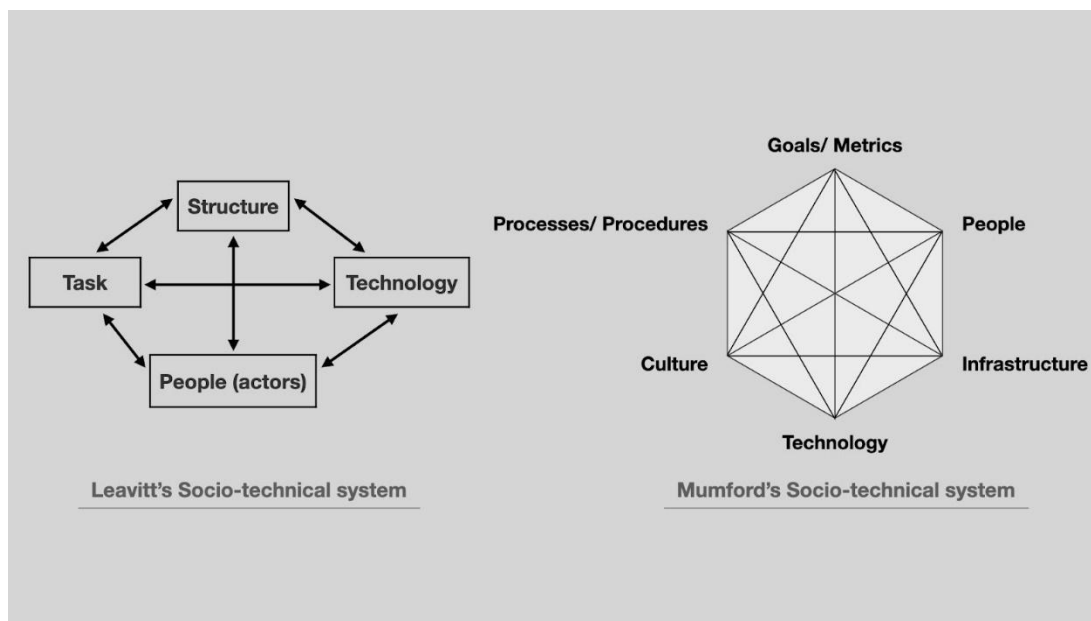 Structure
Task
Technology
People (actors)
Leavitt’s Socio-technical system
Goals/ Metrics
Processes/ Procedures
People
Culture
Infrastructure
Technology
Mumford’s Socio-technical system